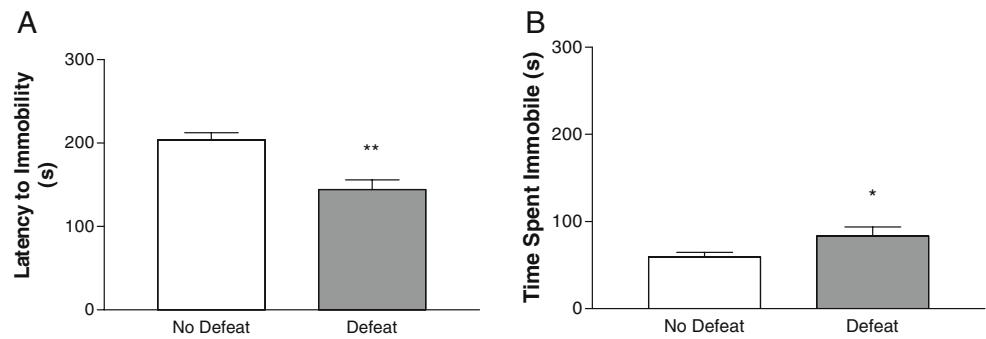 A
Latency to Immobility
(s)
300
200
100
0
**
No Defeat
Defeat
B
Time Spent Immobile (s)
300
200
100
0
*
No Defeat
Defeat